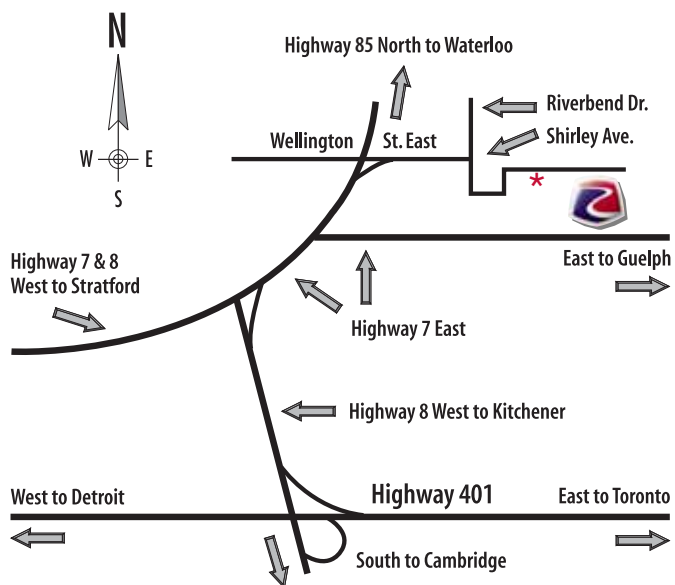 N
Highway 85 North to Waterloo
Riverbend Dr.
Wellington St. East
Shirley Ave.
W E
S
*
Highway 7 & 8
West to Stratford
East to Guelph
Highway 7 East
Highway 8 West to Kitchener
West to Detroit
Highway 401
East to Toronto
South to Cambridge